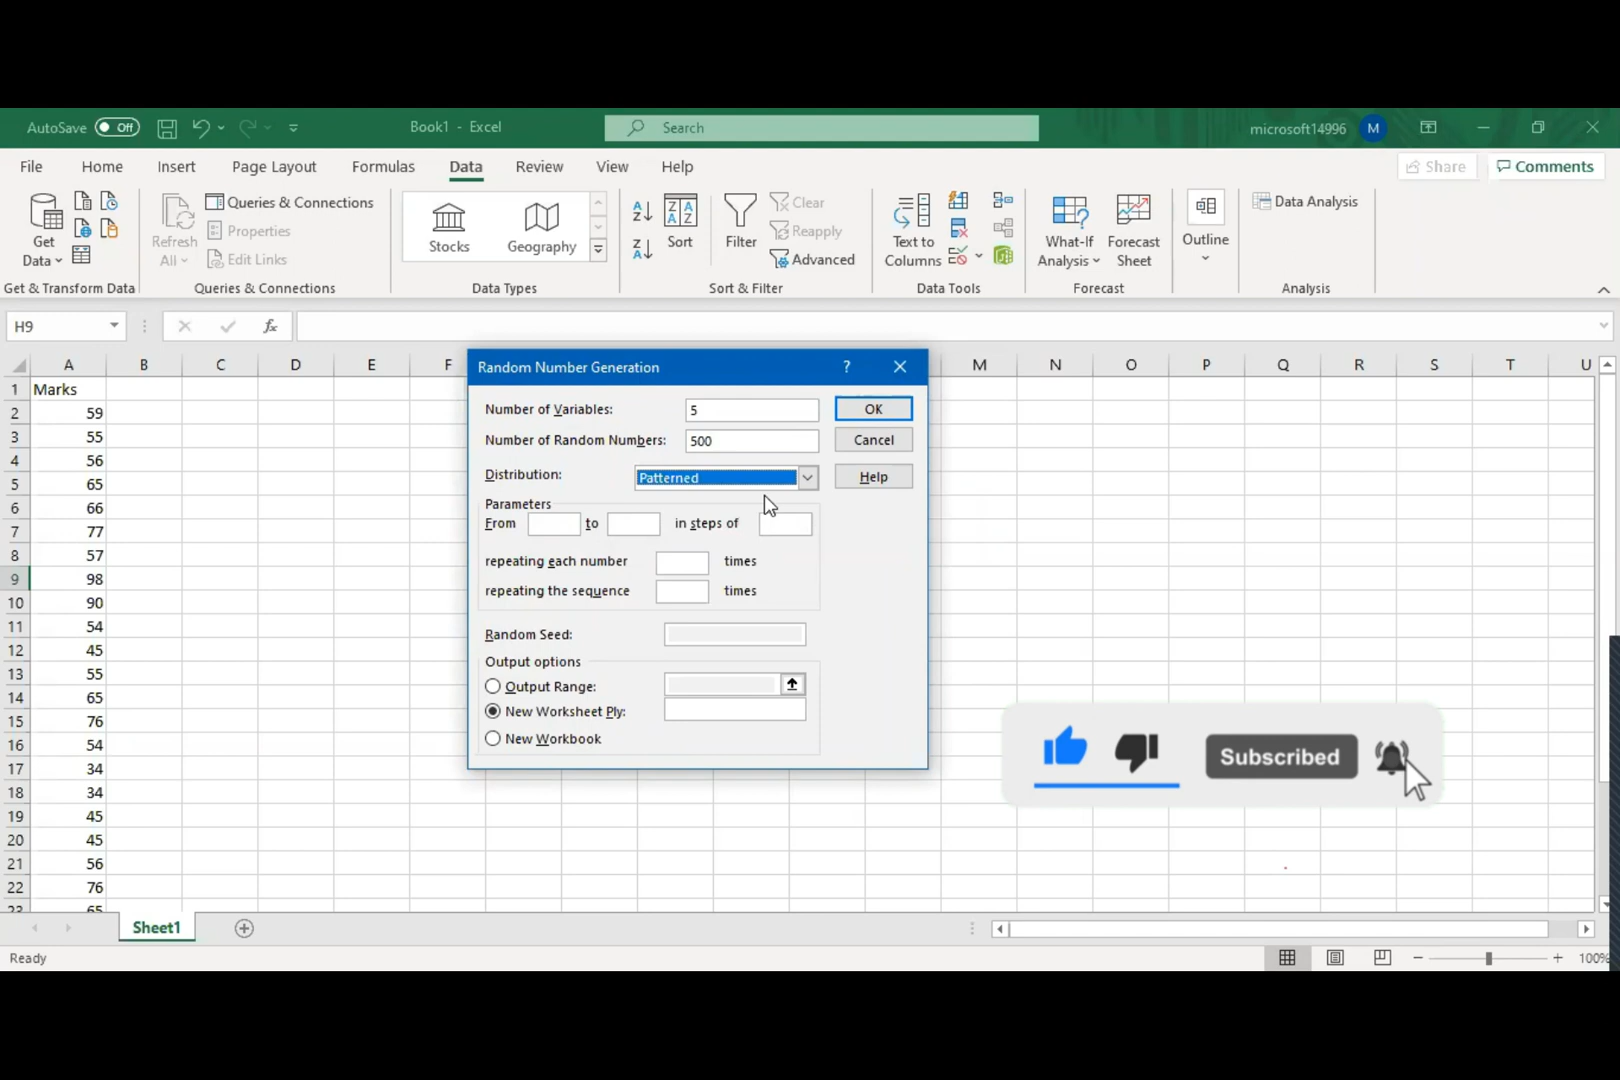 AutoSave Off Book1 - Excel Search microsoft14996 M
File Home Insert Page Layout Formulas Data Review View Help Share Comments
Get Data
Refresh All
Queries & Connections
Properties
Edit Links
Stocks
Geography
Sort
Filter
Clear
Reapply
Advanced
Text to Columns
What-If Analysis
Forecast Sheet
Outline
Data Analysis
Get & Transform Data Queries & Connections Data Types Sort & Filter Data Tools Forecast Analysis
H9 fx
A B C D E F M N O P Q R S T U
1 Marks
2 59
3 55
4 56
5 65
6 66
7 77
8 57
9 98
10 90
11 54
12 45
13 55
14 65
15 76
16 54
17 34
18 34
19 45
20 45
21 56
22 76
23 65
Random Number Generation ? 
Number of Variables: 5 OK
Number of Random Numbers: 500 Cancel
Distribution: Patterned Help
Parameters
From to in steps of
repeating each number times
repeating the sequence times
Random Seed:
Output options
Output Range:
New Worksheet Ply:
New Workbook
Subscribed
Sheet1
Ready 100%